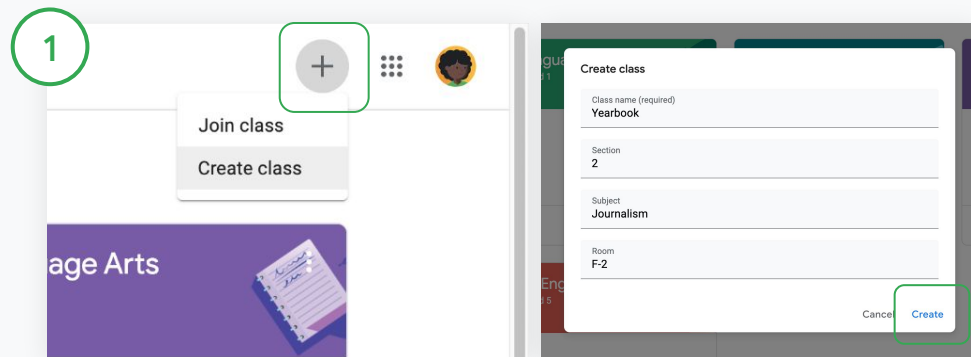 1
Join class
Create class
age Arts
Create class
Class name (required)
Yearbook
Section
2
Subject
Journalism
Room
F-2
Cancel
Create